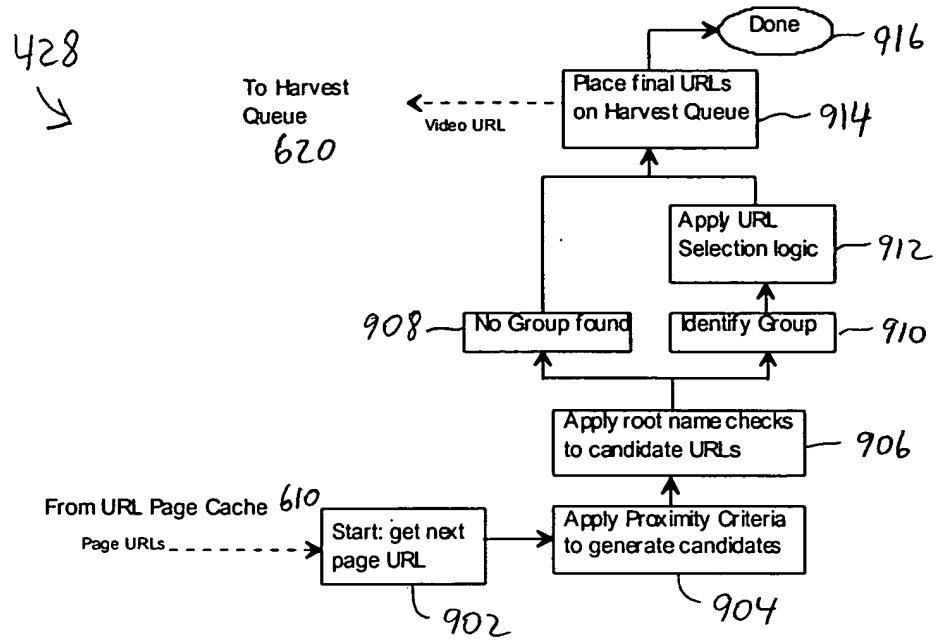 428
Done
916
To Harvest
Queue
620
Video URL
Place final URLs
on Harvest Queue
914
Apply URL
Selection logic
912
908
No Group found
Identify Group
910
Apply root name checks
to candidate URLs
906
From URL Page Cache 610
Page URLs
Start: get next
page URL
902
Apply Proximity Criteria
to generate candidates
904